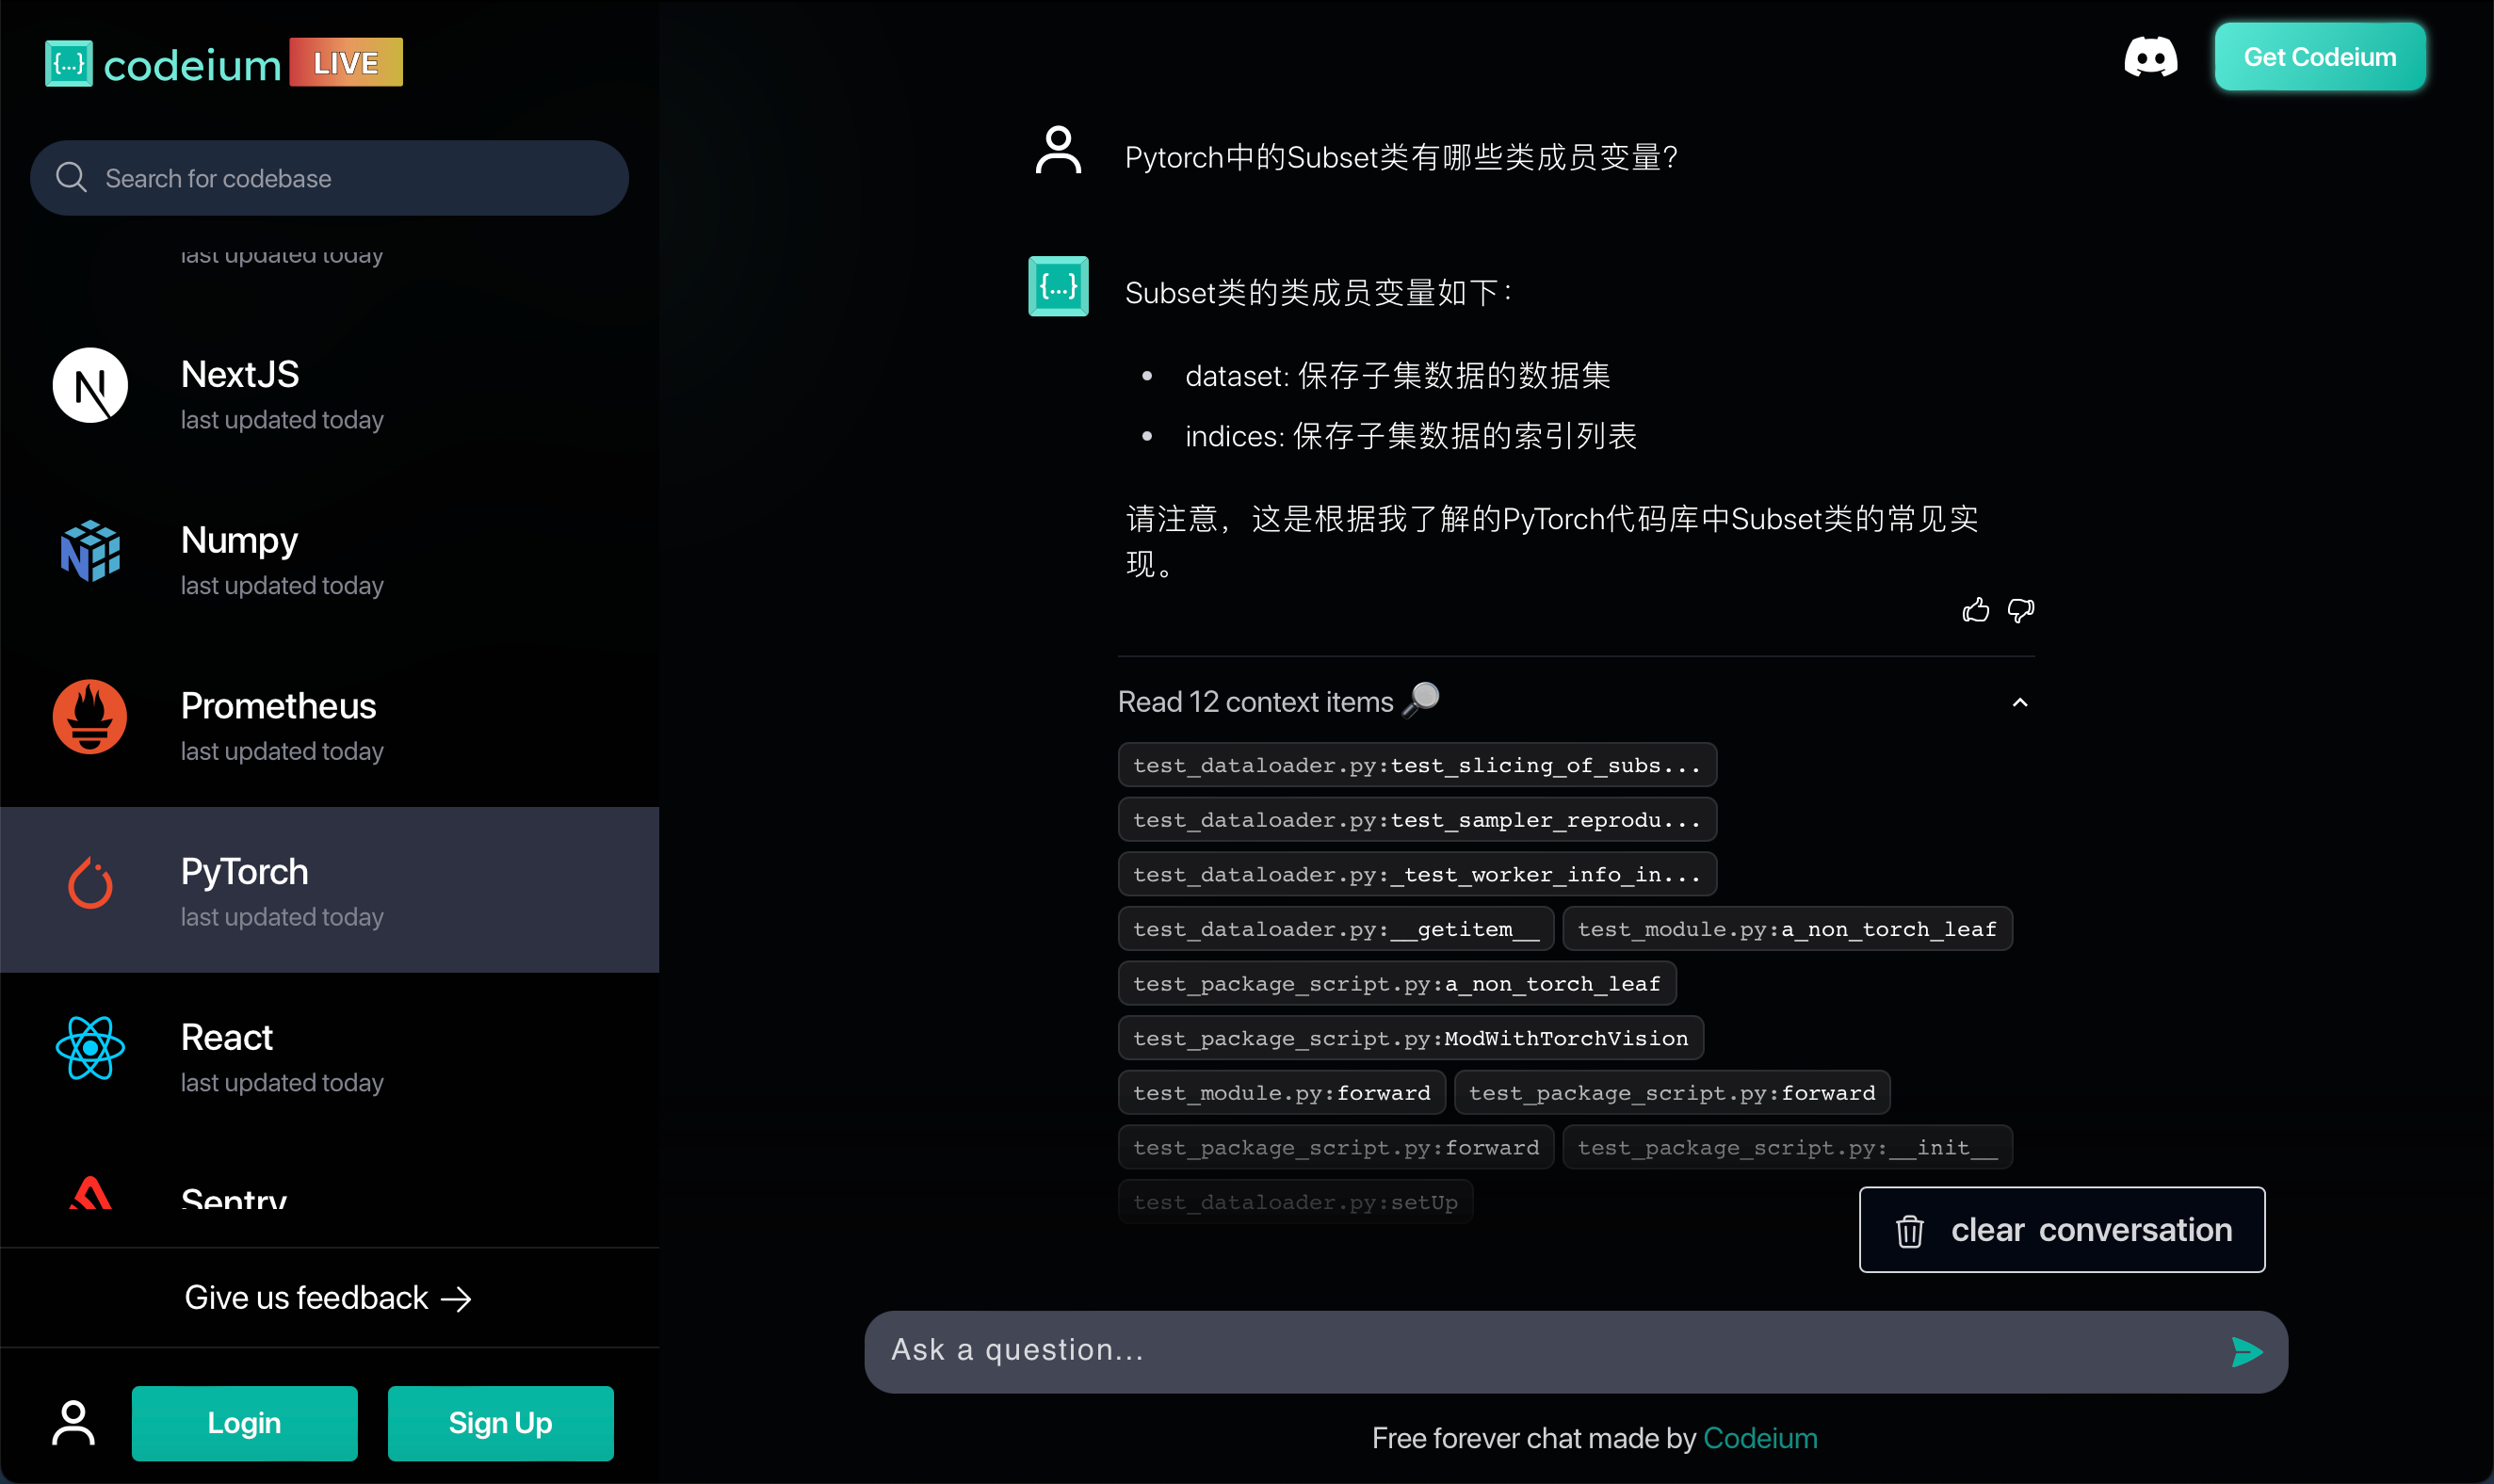 {...} codeium LIVE
Search for codebase
last updated today
NextJS
last updated today
Numpy
last updated today
Prometheus
last updated today
PyTorch
last updated today
React
last updated today
Sentry
Give us feedback →
Login
Sign Up
Get Codeium
Pytorch中的Subset类有哪些类成员变量？
{...}
Subset类的类成员变量如下：
• dataset: 保存子集数据的数据集
• indices: 保存子集数据的索引列表
请注意，这是根据我了解的PyTorch代码库中Subset类的常见实
现。
Read 12 context items 🔎
test_dataloader.py:test_slicing_of_subs...
test_dataloader.py:test_sampler_reprodu...
test_dataloader.py:_test_worker_info_in...
test_dataloader.py:__getitem__ test_module.py:a_non_torch_leaf
test_package_script.py:a_non_torch_leaf
test_package_script.py:ModWithTorchVision
test_module.py:forward test_package_script.py:forward
test_package_script.py:forward test_package_script.py:__init__
test_dataloader.py:setUp
clear conversation
Ask a question...
Free forever chat made by Codeium